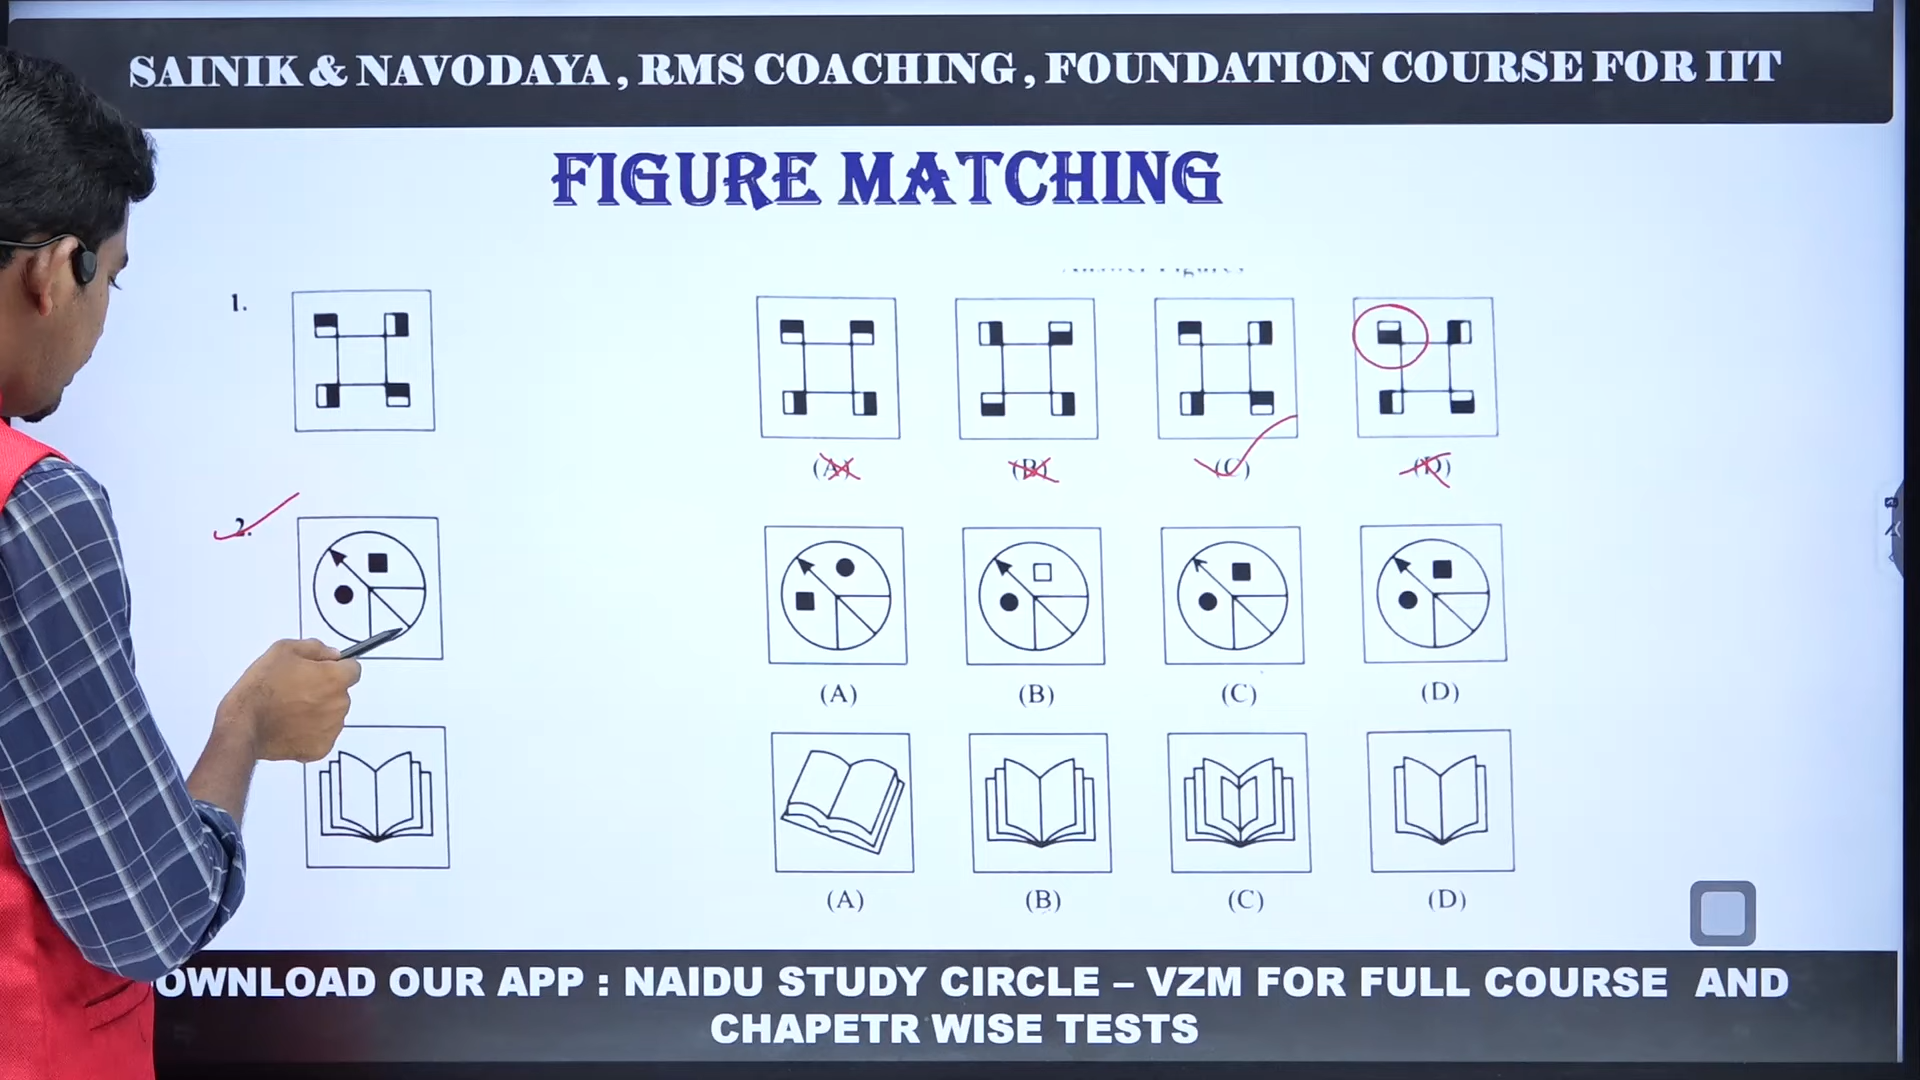 SAINIK & NAVODAYA , RMS COACHING , FOUNDATION COURSE FOR IIT
FIGURE MATCHING
1.
(A) (B) (C) (D)
2.
(A) (B) (C) (D)
(A) (B) (C) (D)
OWNLOAD OUR APP : NAIDU STUDY CIRCLE – VZM FOR FULL COURSE AND
CHAPETR WISE TESTS